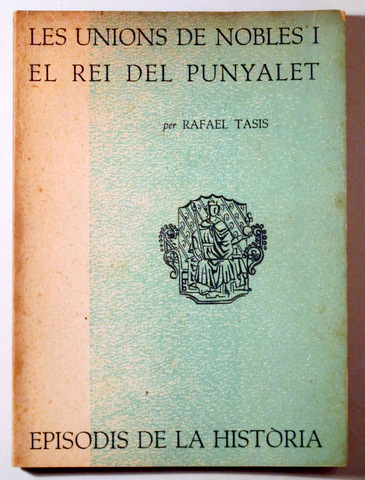 LES UNIONS DE NOBLES I
EL REI DEL PUNYALET
per RAFAEL TASIS
EPISODIS DE LA HISTÒRIA